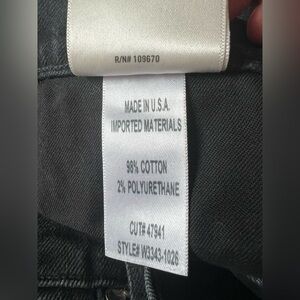 R/N# 109670
MADE IN U.S.A.
IMPORTED MATERIALS
98% COTTON
2% POLYURETHANE
CUT# 47941
STYLE# W3343-1026